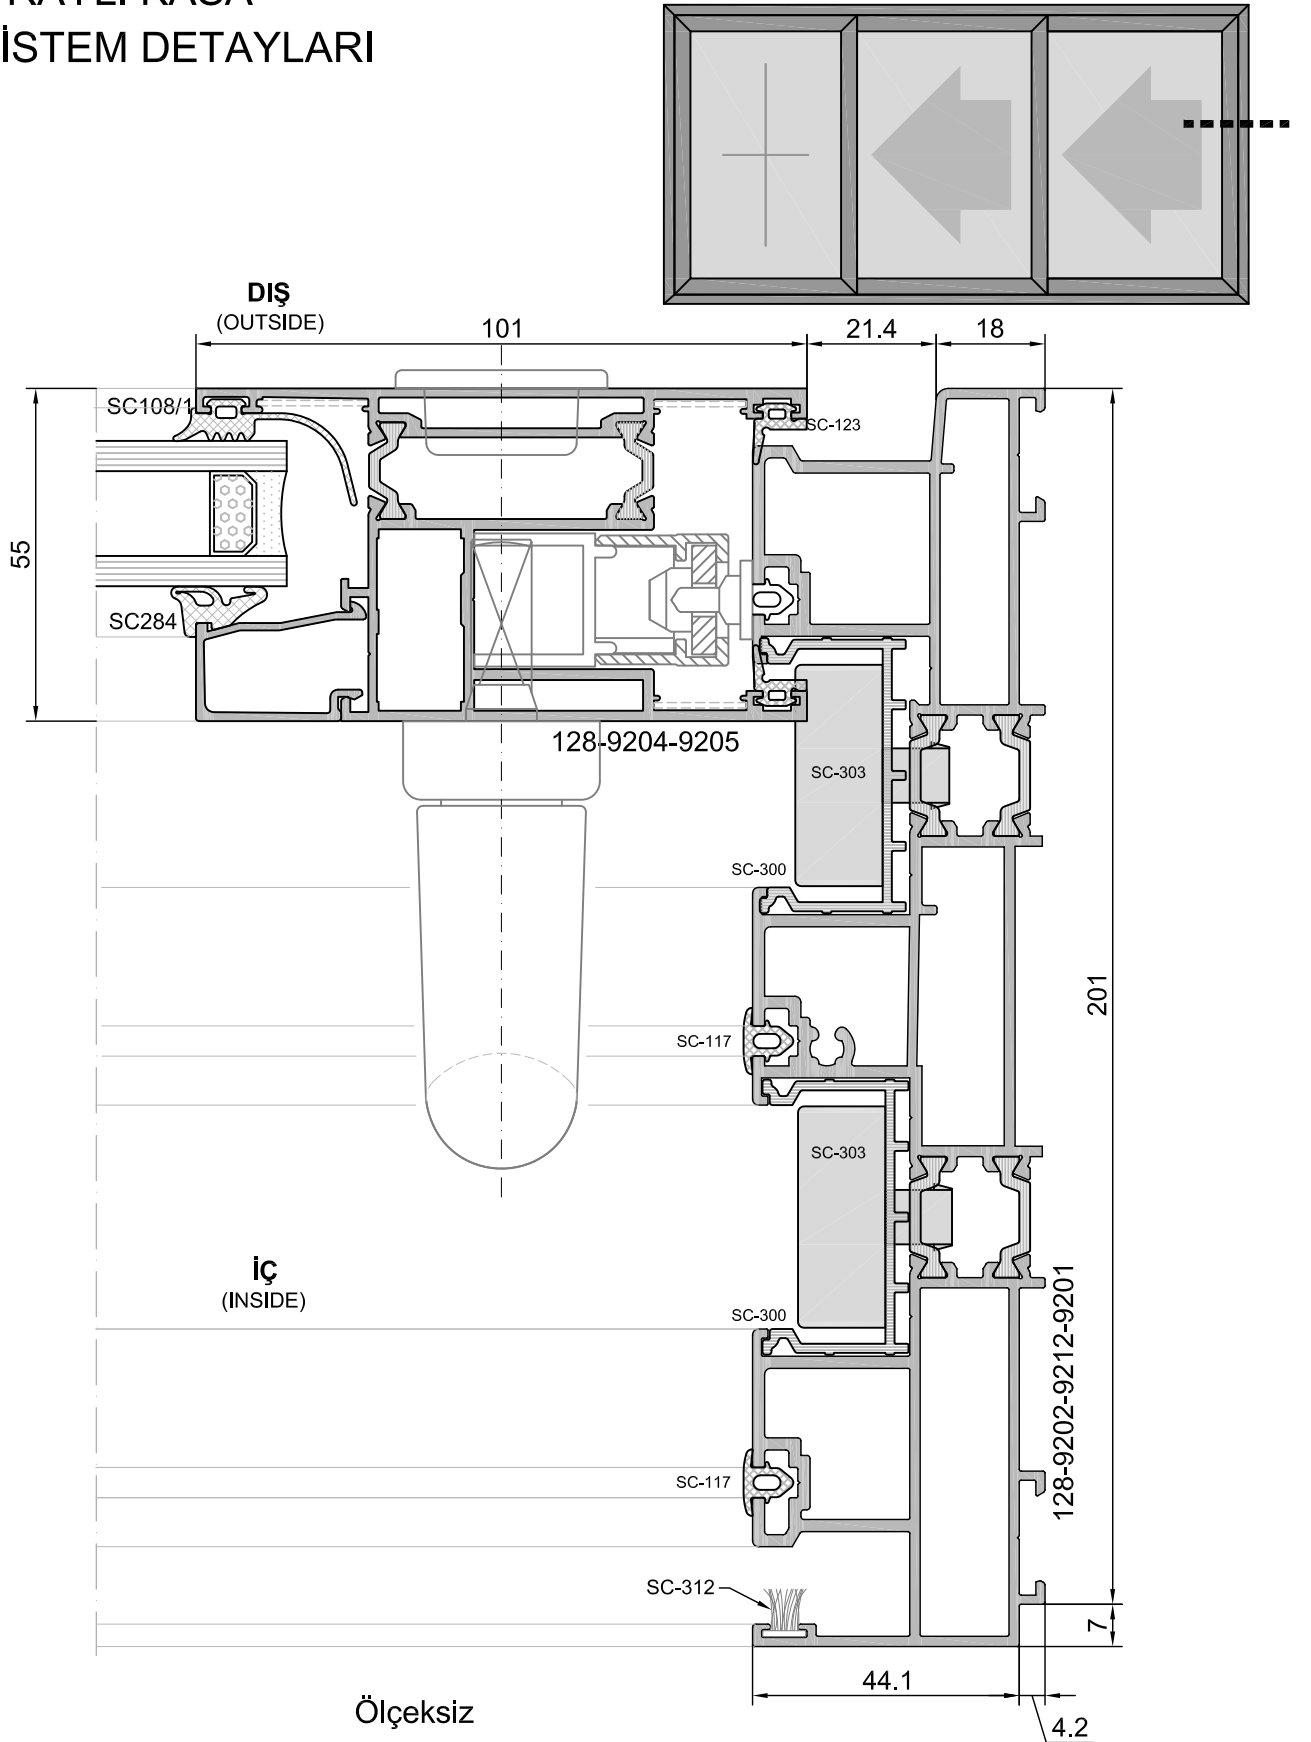 İSTEM DETAYLARI
DIŞ
(OUTSIDE)
101
21.4
18
SC108/1
SC-123
55
SC284
128-9204-9205
SC-303
SC-300
201
SC-117
SC-303
İÇ
(INSIDE)
SC-300
128-9202-9212-9201
SC-117
SC-312
7
44.1
4.2
Ölçeksiz